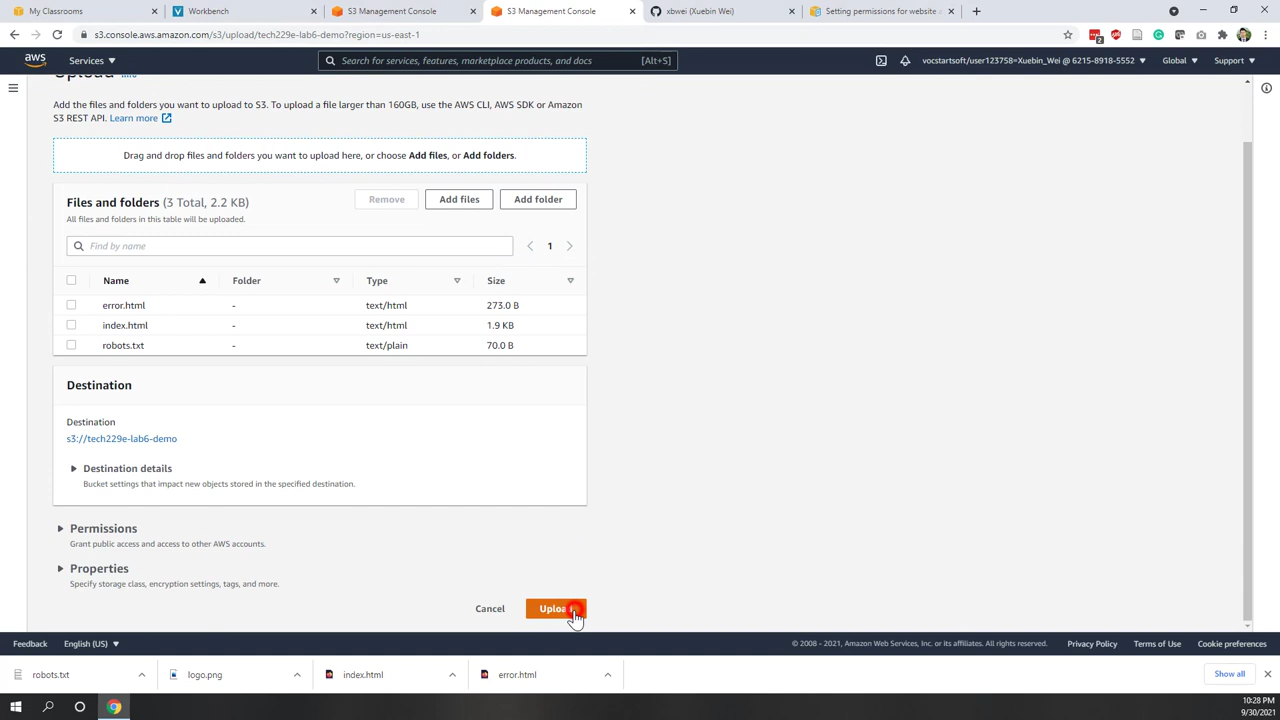 My Classrooms
Workbench
S3 Management Console
S3 Management Console
xbwei (Xuebin Wei)
Setting permissions for website a
s3.console.aws.amazon.com/s3/upload/tech229e-lab6-demo?region=us-east-1
aws
Services
Search for services, features, marketplace products, and docs
[Alt+S]
vocstartsoft/user123758=Xuebin_Wei @ 6215-8918-5552
Global
Support
Add the files and folders you want to upload to S3. To upload a file larger than 160GB, use the AWS CLI, AWS SDK or Amazon
S3 REST API. Learn more
Drag and drop files and folders you want to upload here, or choose Add files, or Add folders.
Files and folders (3 Total, 2.2 KB)
Remove
Add files
Add folder
All files and folders in this table will be uploaded.
Find by name
1
Name
Folder
Type
Size
error.html - text/html 273.0 B
index.html - text/html 1.9 KB
robots.txt - text/plain 70.0 B
Destination
Destination
s3://tech229e-lab6-demo
Destination details
Bucket settings that impact new objects stored in the specified destination.
Permissions
Grant public access and access to other AWS accounts.
Properties
Specify storage class, encryption settings, tags, and more.
Cancel
Upload
Feedback
English (US)
© 2008 - 2021, Amazon Web Services, Inc. or its affiliates. All rights reserved.
Privacy Policy
Terms of Use
Cookie preferences
robots.txt
logo.png
index.html
error.html
Show all
10:28 PM
9/30/2021